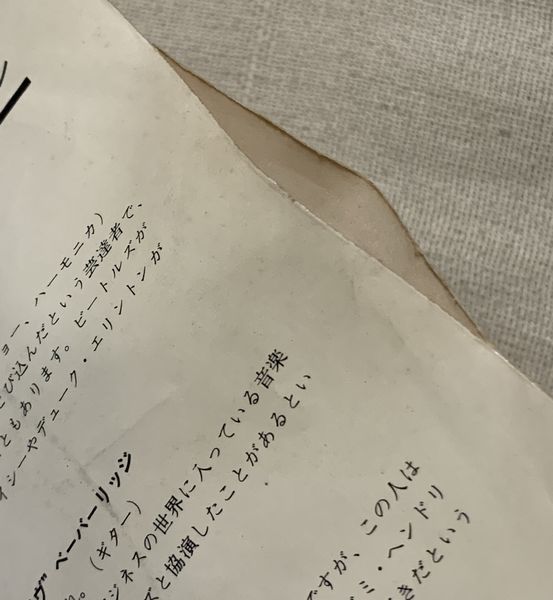 ョー、ハーモニカ)
び込んだという芸達者で、
ともあります。ビートルズが
イシーやデューク・エリントンが
ヴ” ベーバーリッジ
(ギター)
ジネスの世界に入っている音楽
ズと協演したことがあるとい
ですが、この人は
ミ・ヘンドリ
きだという